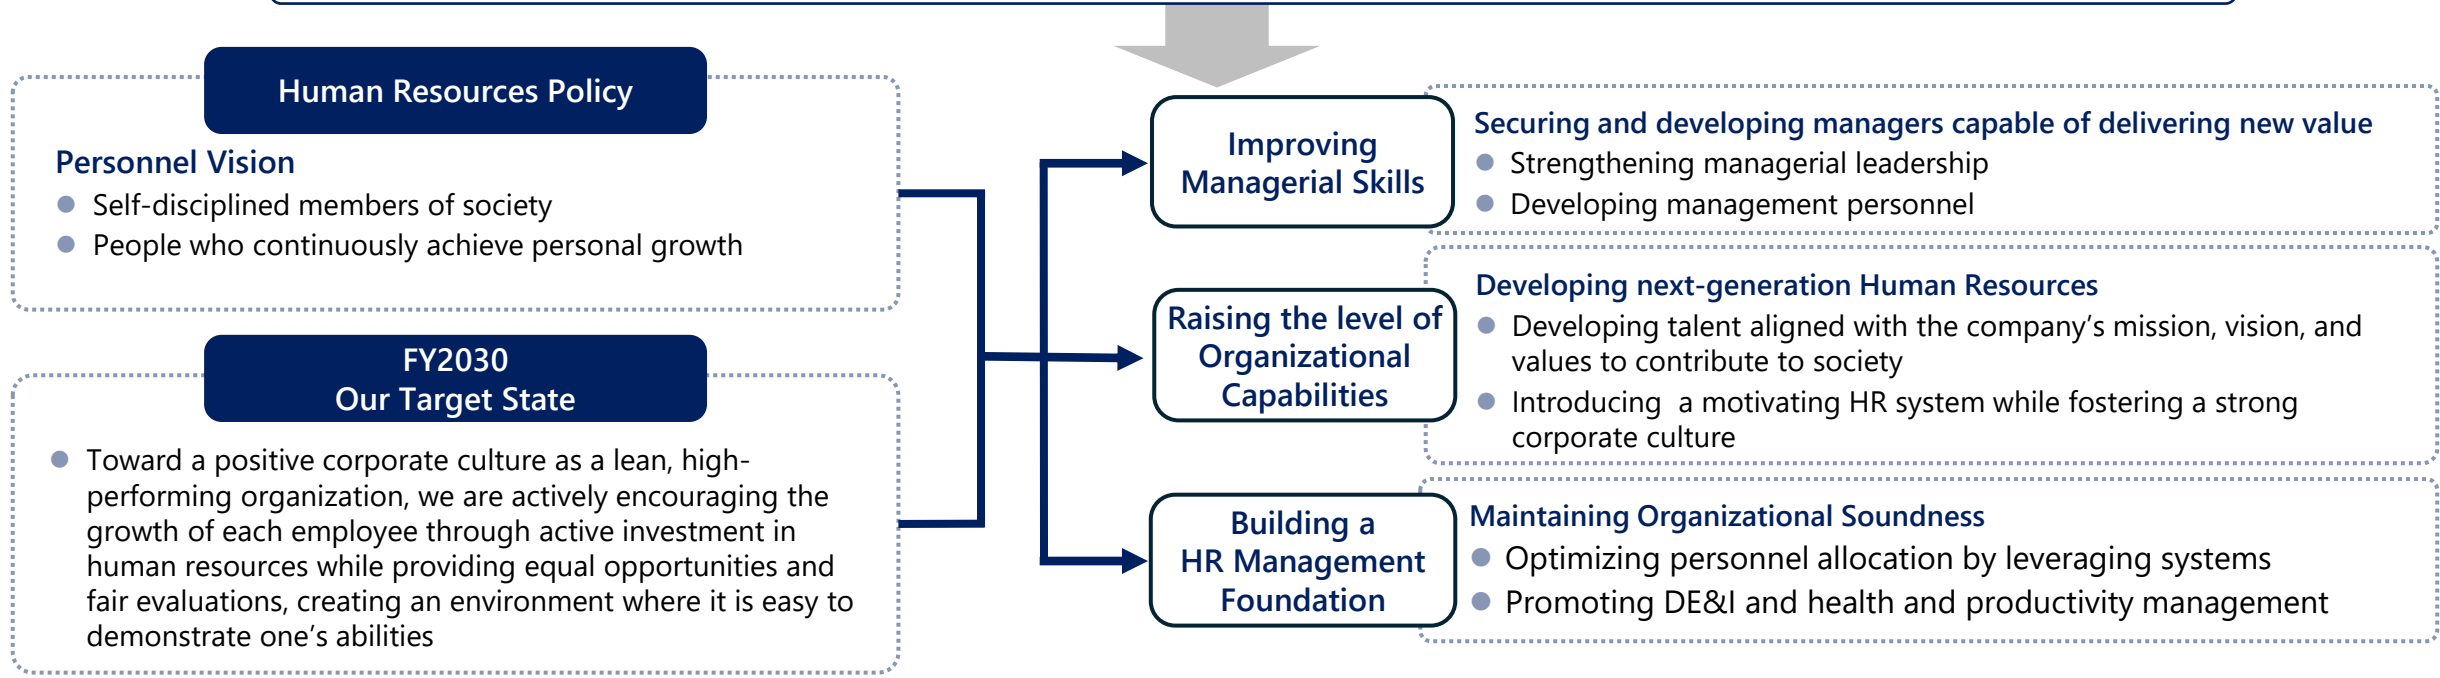 Human Resources Policy
Personnel Vision
Self-disciplined members of society
People who continuously achieve personal growth
FY2030
Our Target State
Toward a positive corporate culture as a lean, high-
performing organization, we are actively encouraging the
growth of each employee through active investment in
human resources while providing equal opportunities and
fair evaluations, creating an environment where it is easy to
demonstrate one’s abilities
Improving
Managerial Skills
Securing and developing managers capable of delivering new value
Strengthening managerial leadership
Developing management personnel
Raising the level of
Organizational
Capabilities
Developing next-generation Human Resources
Developing talent aligned with the company’s mission, vision, and
values to contribute to society
Introducing  a motivating HR system while fostering a strong
corporate culture
Building a
HR Management
Foundation
Maintaining Organizational Soundness
Optimizing personnel allocation by leveraging systems
Promoting DE&I and health and productivity management